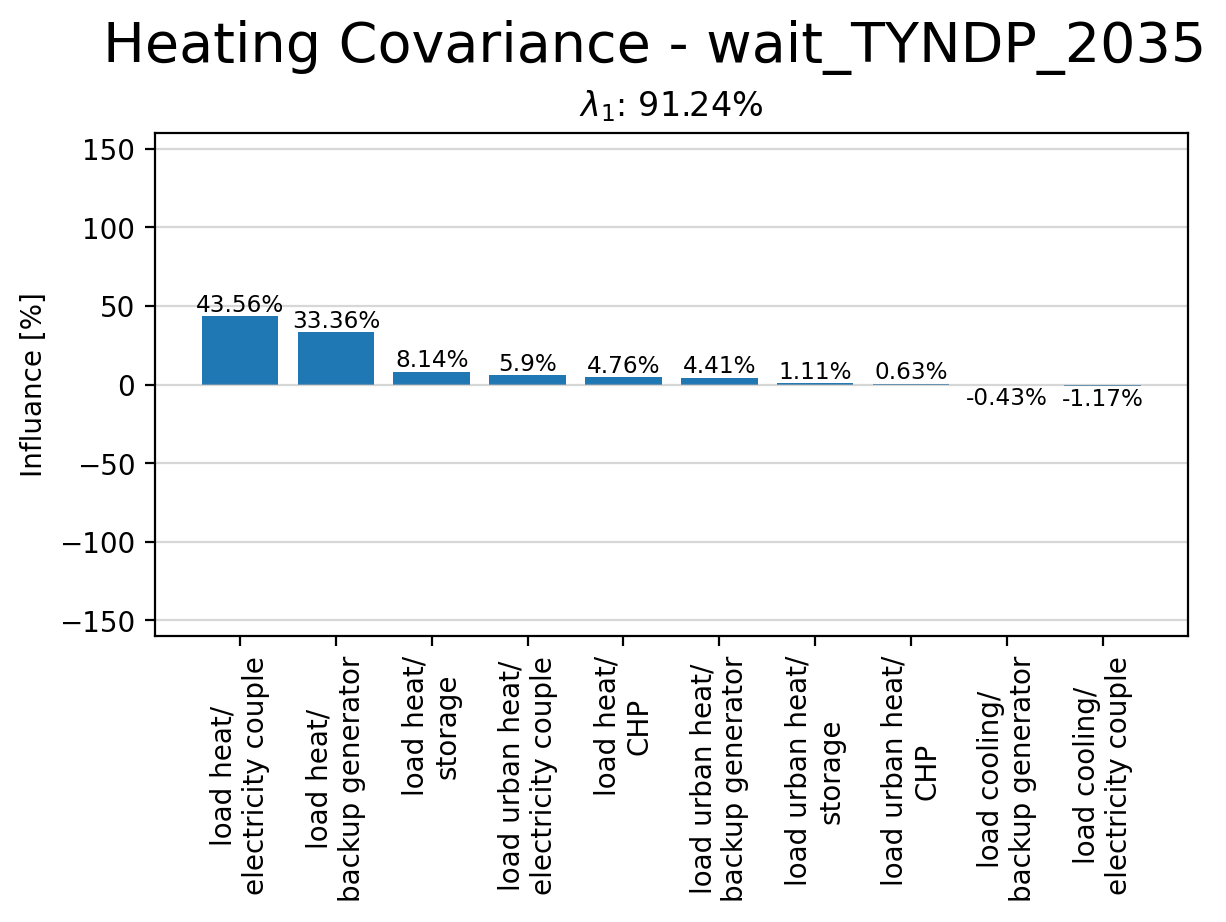 Heating Covariance - wait_TYNDP_2035
λ₁: 91.24%
Influance [%]
150
100
50
0
−50
−100
−150
43.56%
33.36%
8.14%
5.9%
4.76%
4.41%
1.11%
0.63%
-0.43%
-1.17%
load heat/
electricity couple
load heat/
backup generator
load heat/
storage
load urban heat/
electricity couple
load heat/
CHP
load urban heat/
backup generator
load urban heat/
storage
load urban heat/
CHP
load cooling/
backup generator
load cooling/
electricity couple